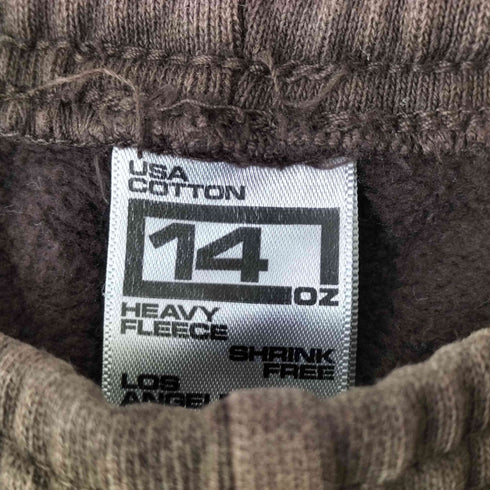 USA
COTTON
14
OZ
HEAVY
FLEECE
SHRINK
FREE
LOS